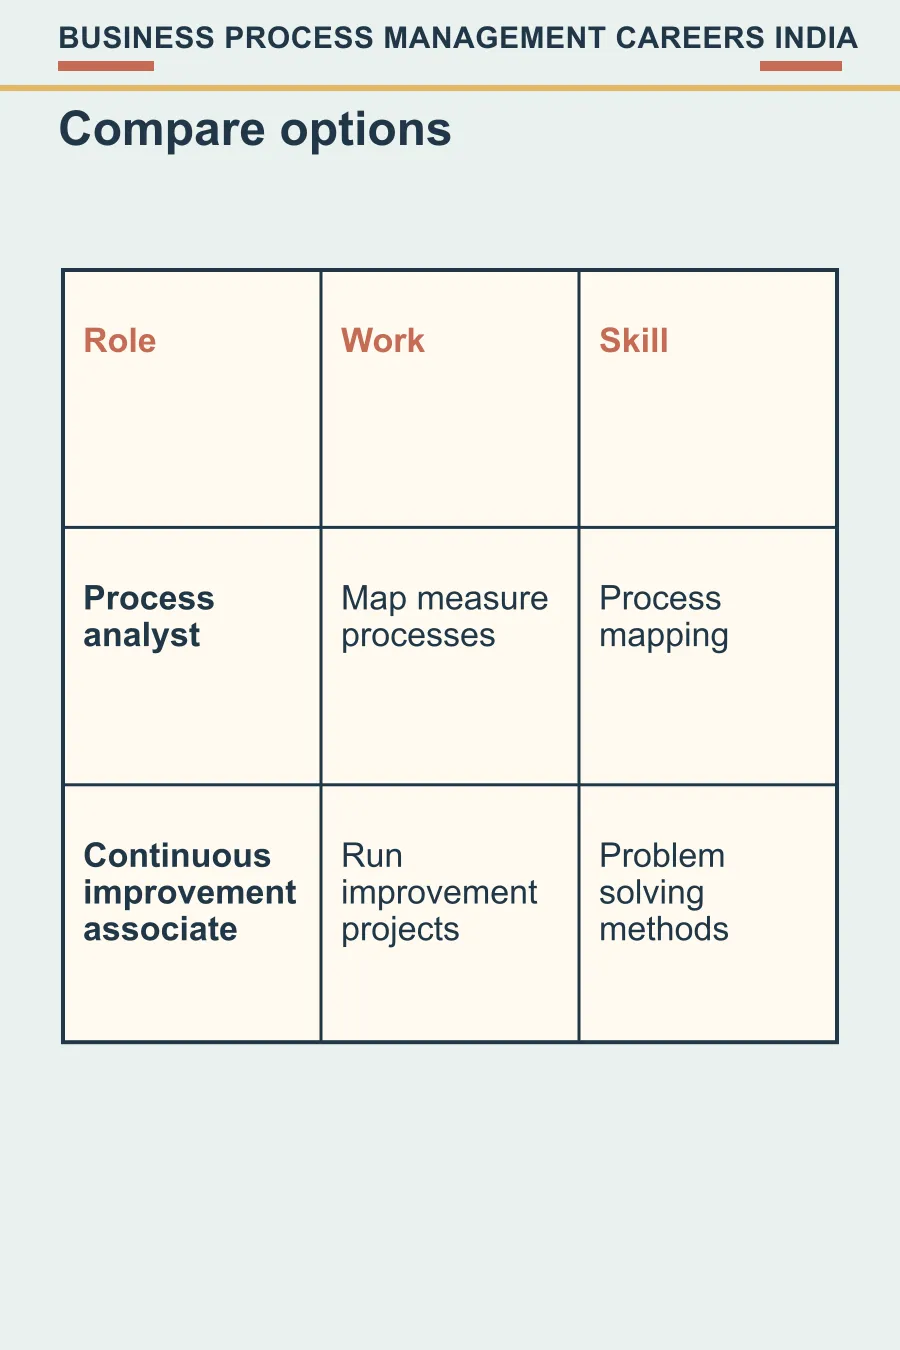 BUSINESS PROCESS MANAGEMENT CAREERS INDIA
Compare options
Role
Work
Skill
Process
analyst
Map measure
processes
Process
mapping
Continuous
improvement
associate
Run
improvement
projects
Problem
solving
methods